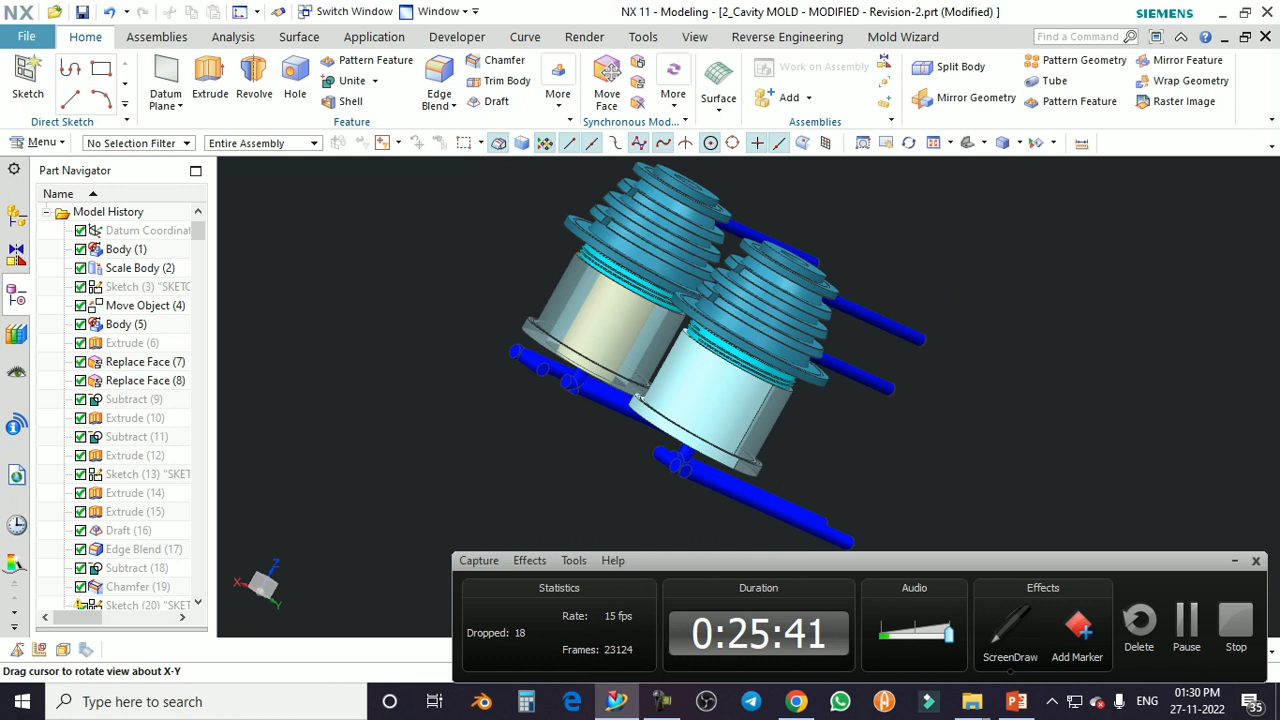 NX
Switch Window
Window
NX 11 - Modeling - [2_Cavity MOLD - MODIFIED - Revision-2.prt (Modified) ]
SIEMENS
File
Home
Assemblies
Analysis
Surface
Curve
Application
Developer
Render
Tools
View
Reverse Engineering
Mold Wizard
Find a Command
Sketch
Datum Plane
Extrude
Revolve
Hole
Pattern Feature
Unite
Shell
Edge Blend
Chamfer
Trim Body
Draft
More
Move Face
More
Surface
Work on Assembly
Add
Split Body
Mirror Geometry
Pattern Geometry
Tube
Pattern Feature
Mirror Feature
Wrap Geometry
Raster Image
Direct Sketch
Feature
Synchronous Mod...
Assemblies
Menu
No Selection Filter
Entire Assembly
Part Navigator
Name
Model History
Datum Coordinat
Body (1)
Scale Body (2)
Sketch (3) "SKETC
Move Object (4)
Body (5)
Extrude (6)
Replace Face (7)
Replace Face (8)
Subtract (9)
Extrude (10)
Subtract (11)
Extrude (12)
Sketch (13) "SKET
Extrude (14)
Extrude (15)
Draft (16)
Edge Blend (17)
Subtract (18)
Chamfer (19)
Sketch (20) "SKET
X
Y
Z
Capture
Effects
Tools
Help
Statistics
Rate: 15 fps
Dropped: 18
Frames: 23124
Duration
0:25:41
Audio
Effects
ScreenDraw
Add Marker
Delete
Pause
Stop
Drag cursor to rotate view about X-Y
Type here to search
ENG
01:30 PM
27-11-2022
35